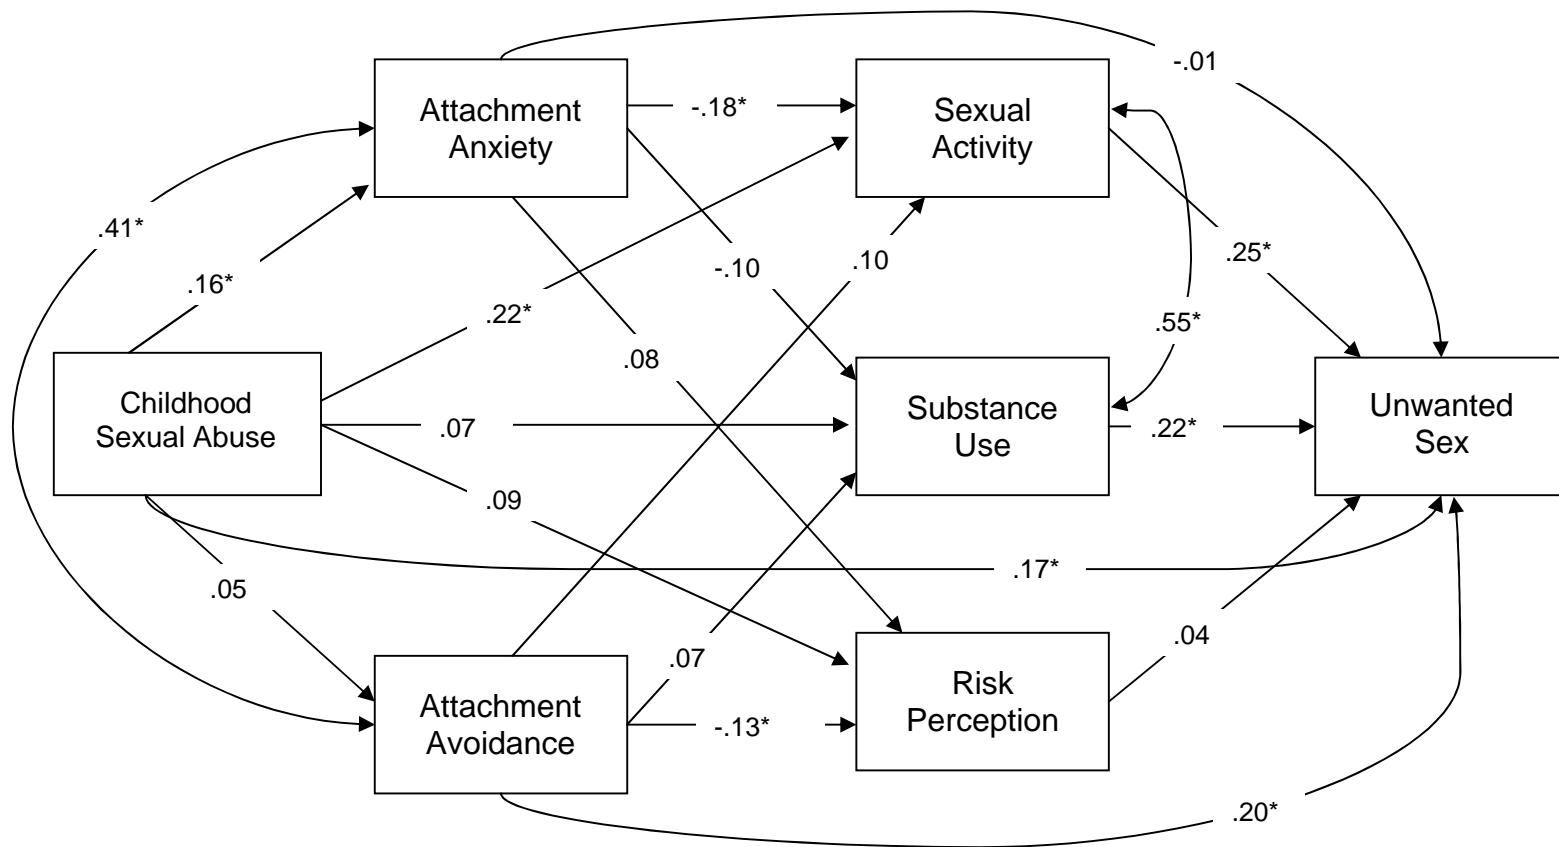 -.01
Attachment
Anxiety
-.18*
Sexual
Activity
.41*
.16*
-.10
.10
.25*
.22*
.55*
.08
Childhood
Sexual Abuse
.07
Substance
Use
.22*
Unwanted
Sex
.09
.17*
.05
.04
.07
Attachment
Avoidance
-.13*
Risk
Perception
.20*